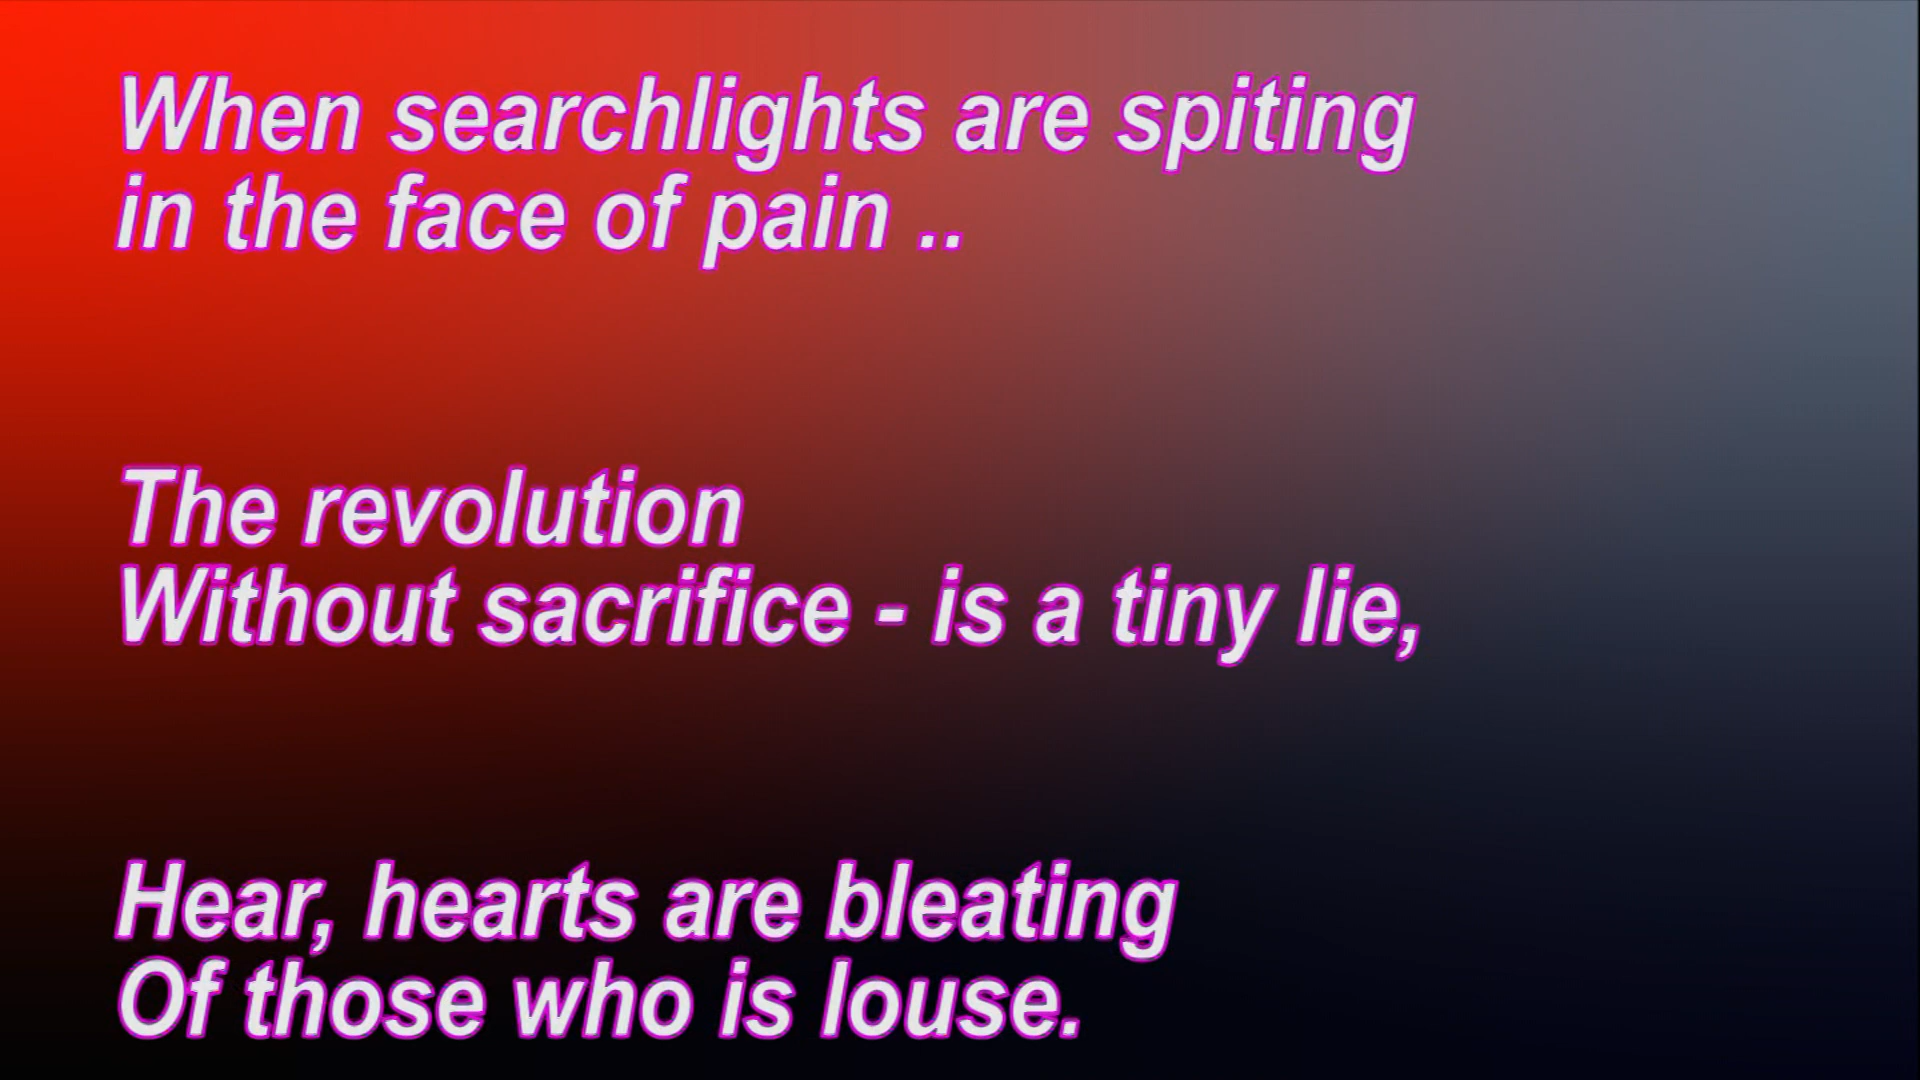 When searchlights are spiting
in the face of pain ..
The revolution
Without sacrifice - is a tiny lie,
Hear, hearts are bleating
Of those who is louse.